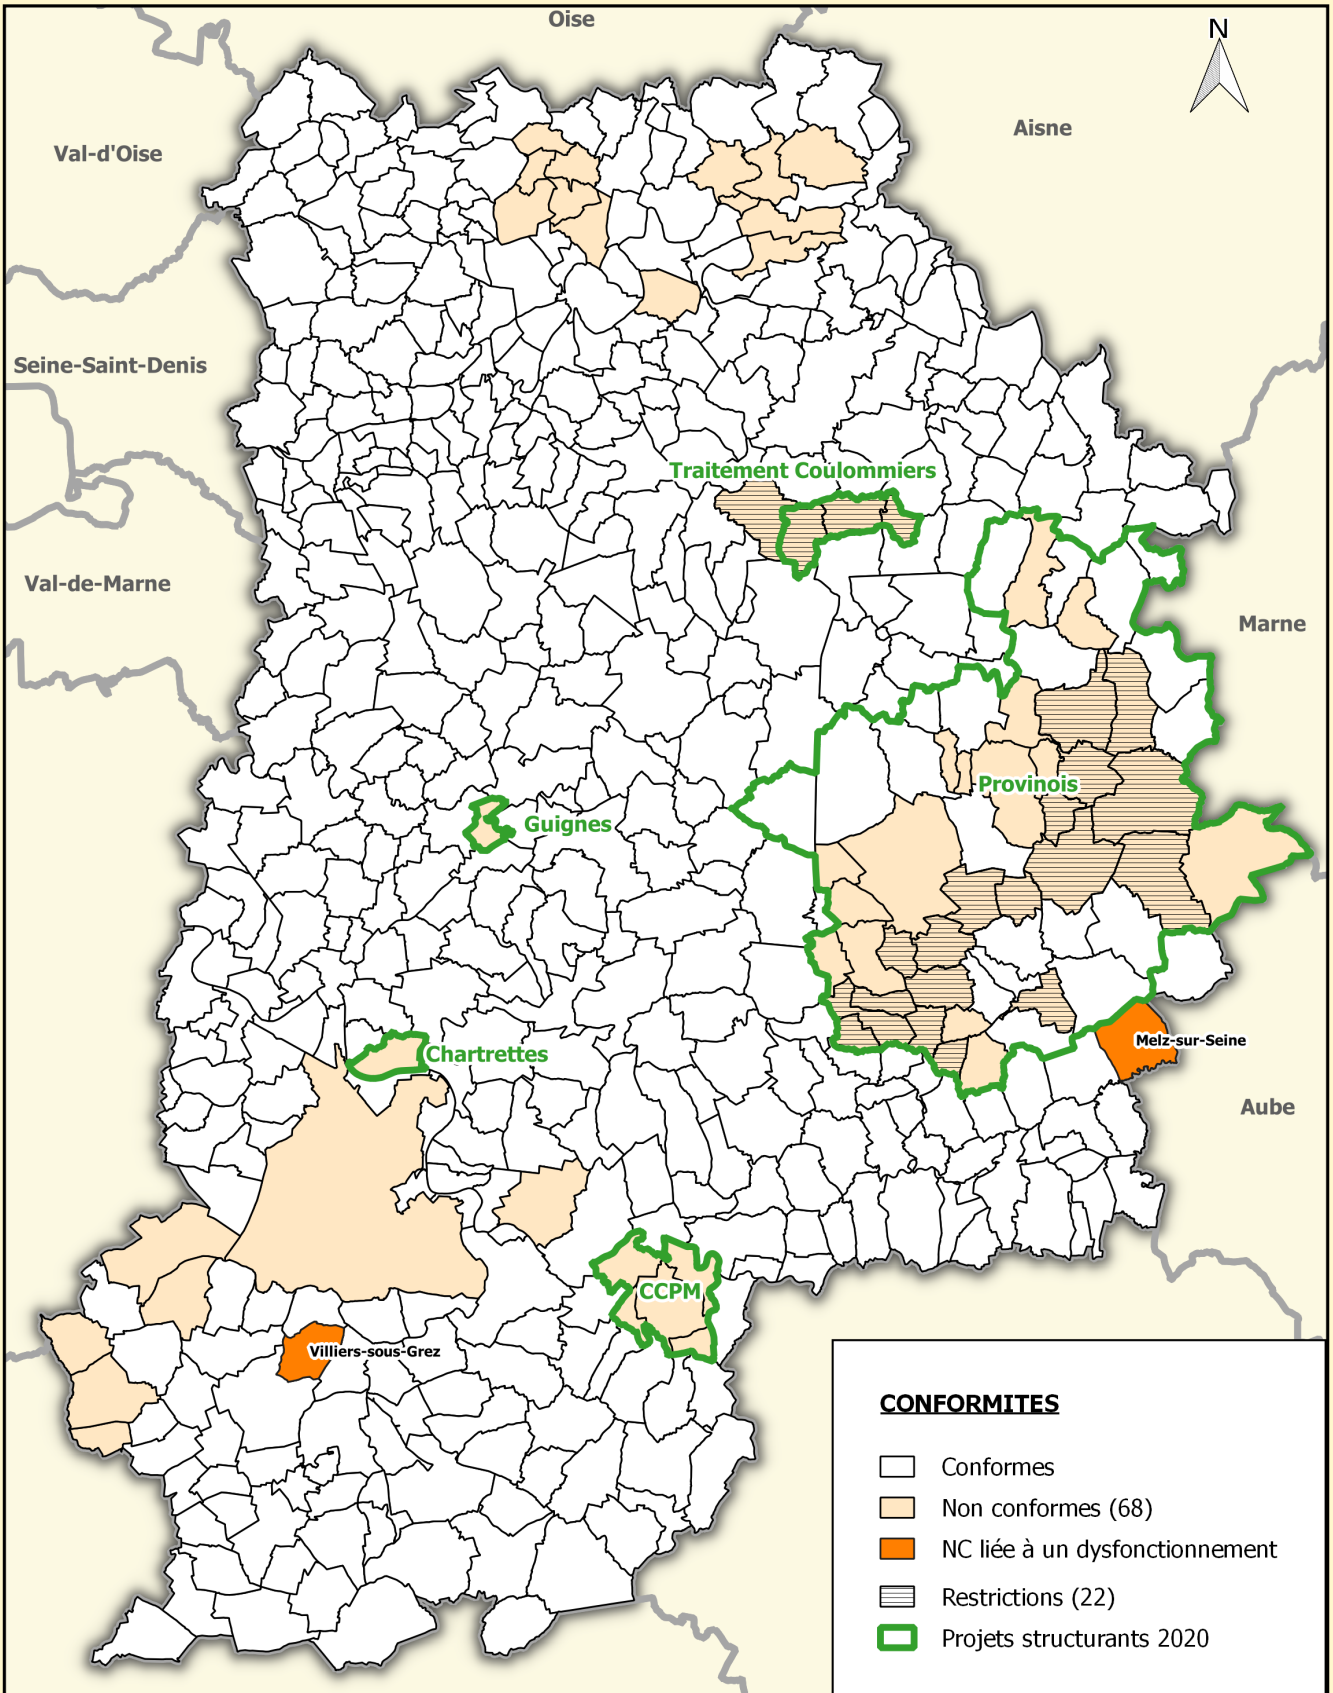 Oise
N
Aisne
Val-d'Oise
Seine-Saint-Denis
Traitement Coulommiers
Val-de-Marne
Marne
Provinois
Guignes
Melz-sur-Seine
Chartrettes
Aube
CCPM
Villiers-sous-Grez
CONFORMITES
Conformes
Non conformes (68)
NC liée à un dysfonctionnement
Restrictions (22)
Projets structurants 2020